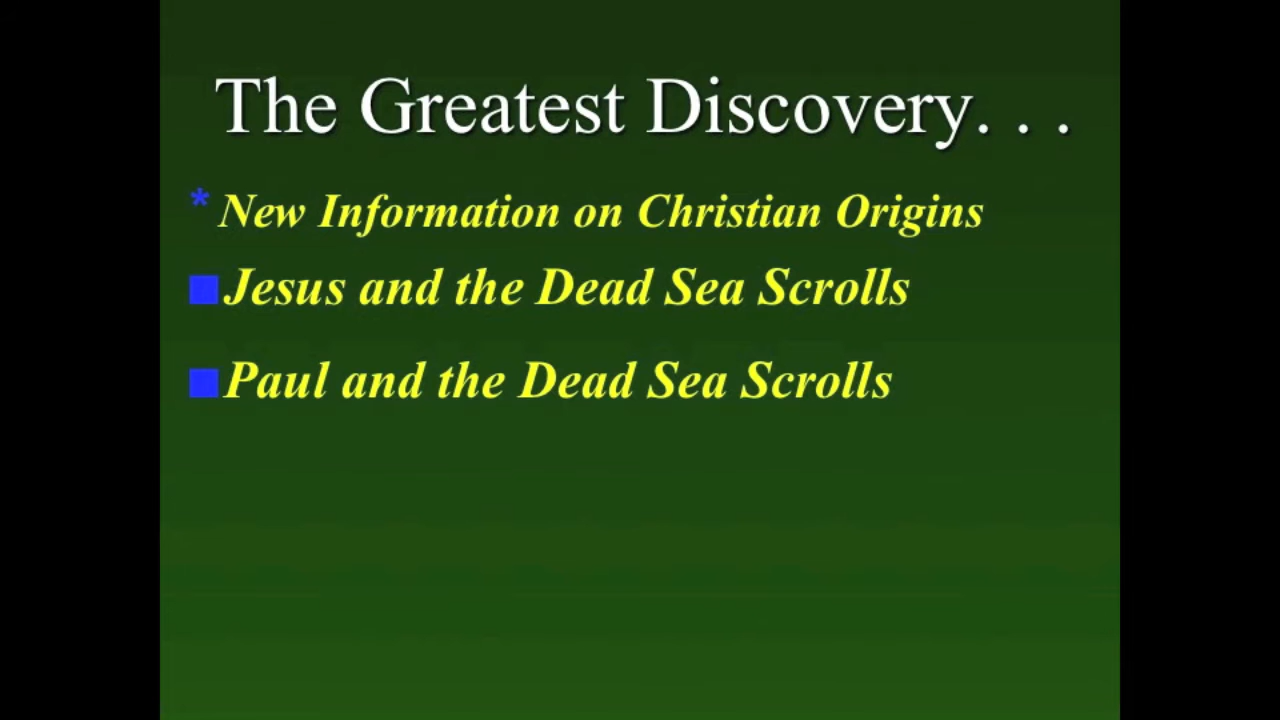 The Greatest Discovery. . .
* New Information on Christian Origins
■ Jesus and the Dead Sea Scrolls
■ Paul and the Dead Sea Scrolls